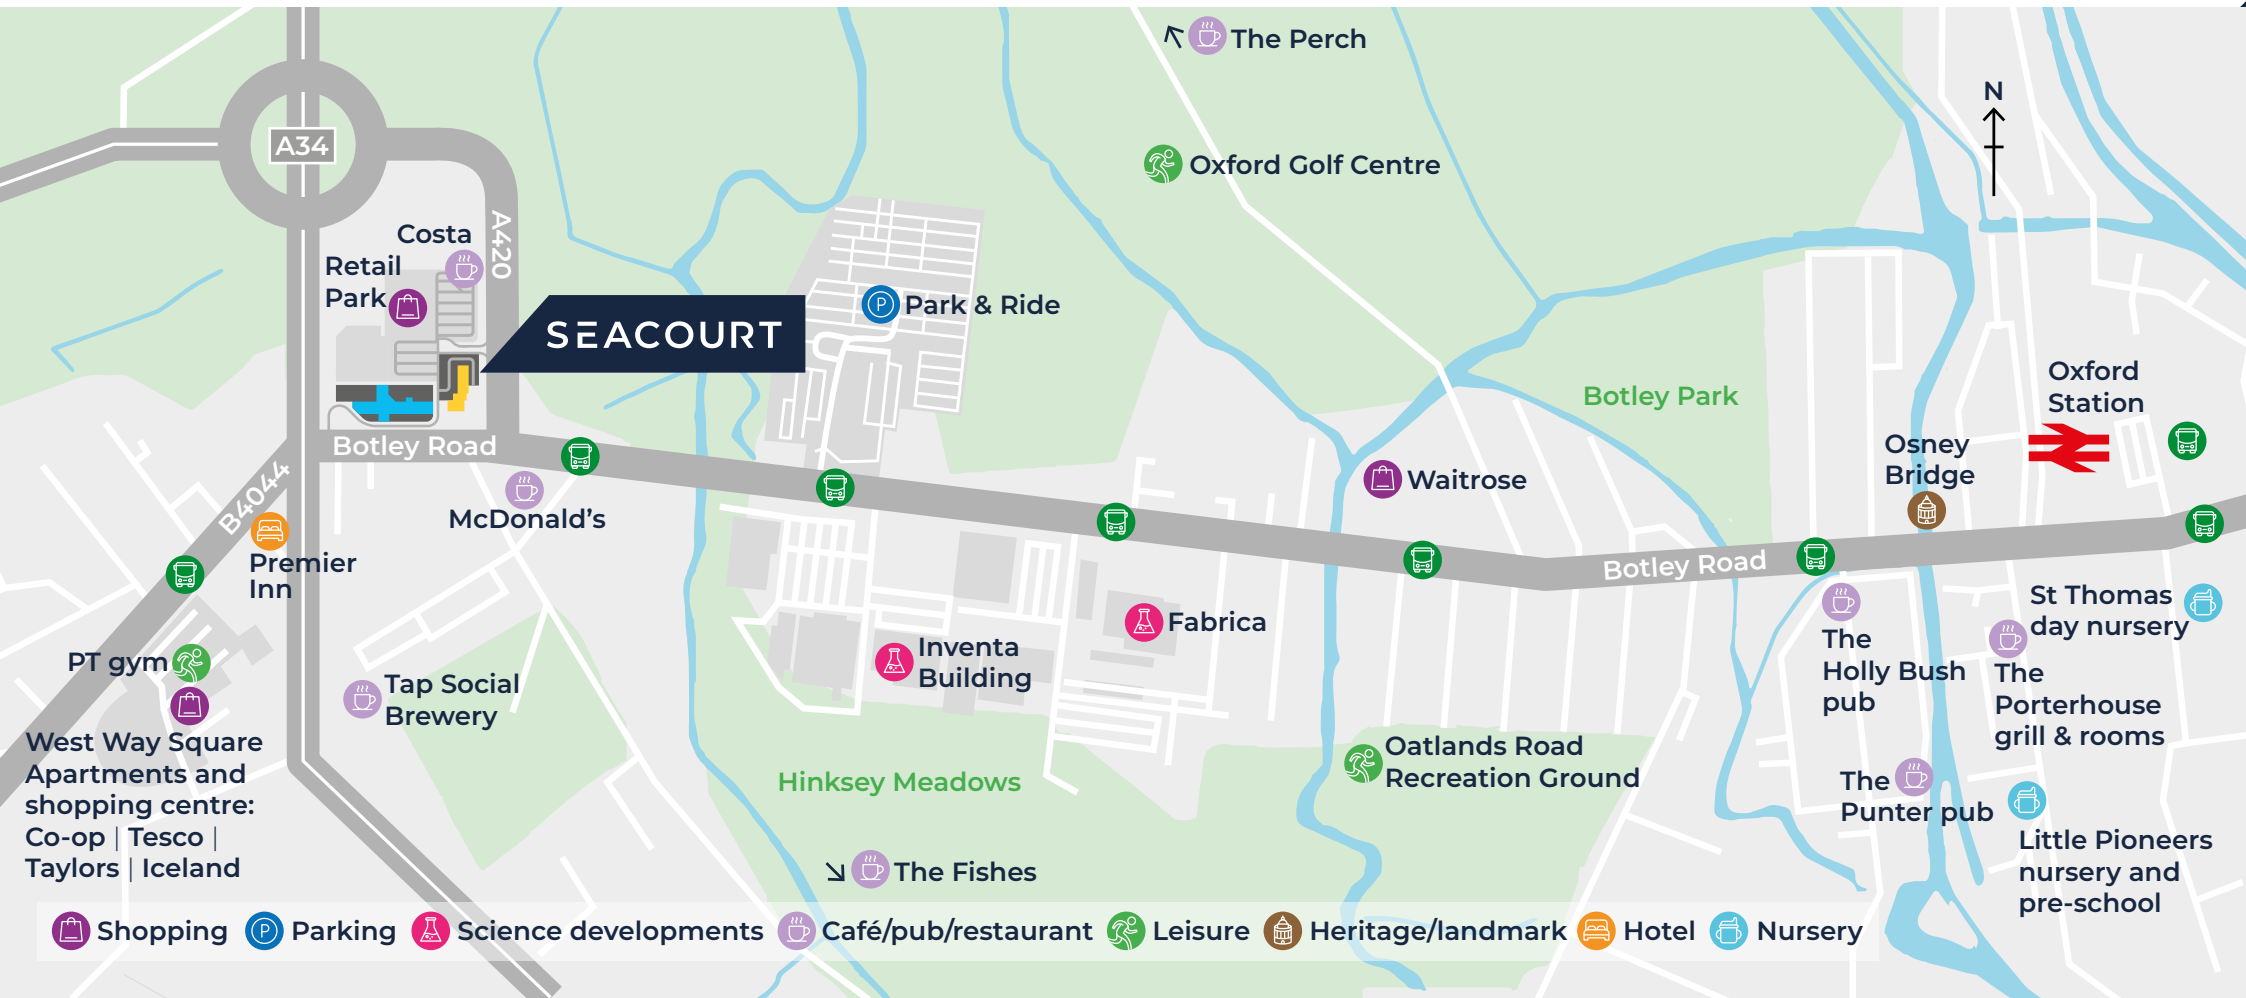 The Perch
N
A34
Oxford Golf Centre
Costa
A420
Retail
Park
Park & Ride
SEACOURT
Oxford
Station
Botley Park
Botley Road
Osney
Bridge
B4044
Waitrose
McDonald’s
Premier
Inn
Botley Road
St Thomas
day nursery
Fabrica
Inventa
Building
The
Holly Bush
pub
PT gym
The
Porterhouse
grill & rooms
Tap Social
Brewery
West Way Square
Apartments and
shopping centre:
Co-op | Tesco |
Taylors | Iceland
Oatlands Road
Recreation Ground
Hinksey Meadows
The
Punter pub
Little Pioneers
nursery and
pre-school
The Fishes
P
Shopping
P
Parking
Science developments
Café/pub/restaurant
Leisure
Heritage/landmark
Hotel
Nursery